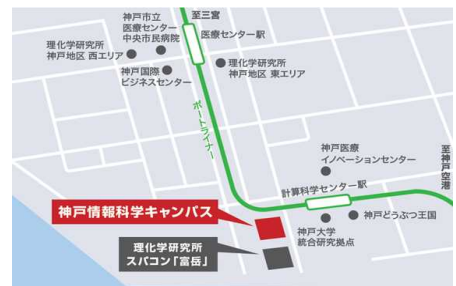 至三宮
神戸市立
医療センター
中央市民病院
医療センター駅
理化学研究所
神戸地区 西エリア
神戸国際
ビジネスセンター
理化学研究所
神戸地区 東エリア
ポートライナー
神戸医療
イノベーションセンター
至神戸空港
計算科学センター駅
神戸情報科学キャンパス
神戸どうぶつ王国
神戸大学
統合研究拠点
理化学研究所
スパコン「富岳」